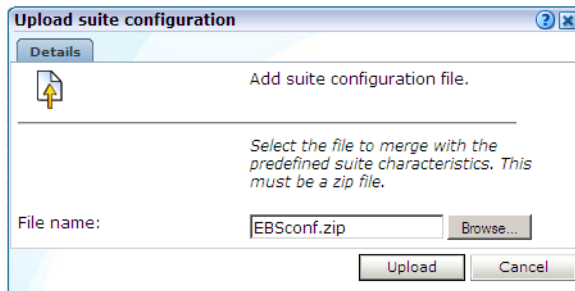 Upload suite configuration
Details
Add suite configuration file.
Select the file to merge with the
predefined suite characteristics. This
must be a zip file.
File name:
EBSconf.zip
Browse...
Upload
Cancel